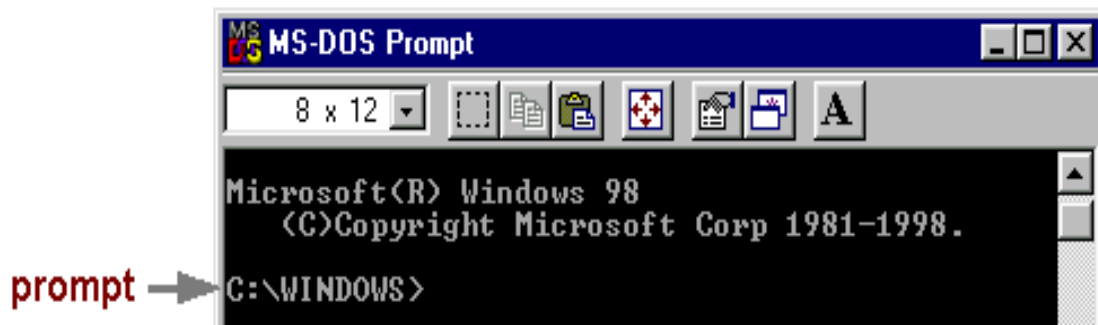 MS-DOS Prompt
8 x 12
A
Microsoft(R) Windows 98
(C)Copyright Microsoft Corp 1981-1998.
prompt
C:\WINDOWS>